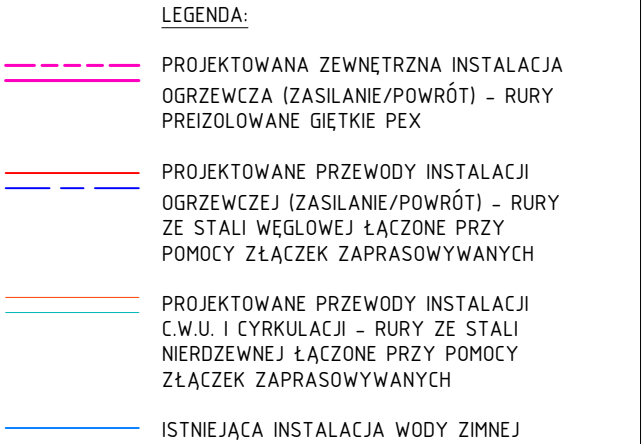 LEGENDA:
PROJEKTOWANA ZEWNĘTRZNA INSTALACJA
OGRZEWCZA (ZASILANIE/POWRÓT) - RURY
PREIZOLOWANE GIĘTKIE PEX
PROJEKTOWANE PRZEWODY INSTALACJI
OGRZEWCZEJ (ZASILANIE/POWRÓT) - RURY
ZE STALI WĘGLOWEJ ŁĄCZONE PRZY
POMOCY ZŁĄCZEK ZAPRASOWYWANYCH
PROJEKTOWANE PRZEWODY INSTALACJI
C.W.U. I CYRKULACJI - RURY ZE STALI
NIERDZEWNEJ ŁĄCZONE PRZY POMOCY
ZŁĄCZEK ZAPRASOWYWANYCH
ISTNIEJĄCA INSTALACJA WODY ZIMNEJ